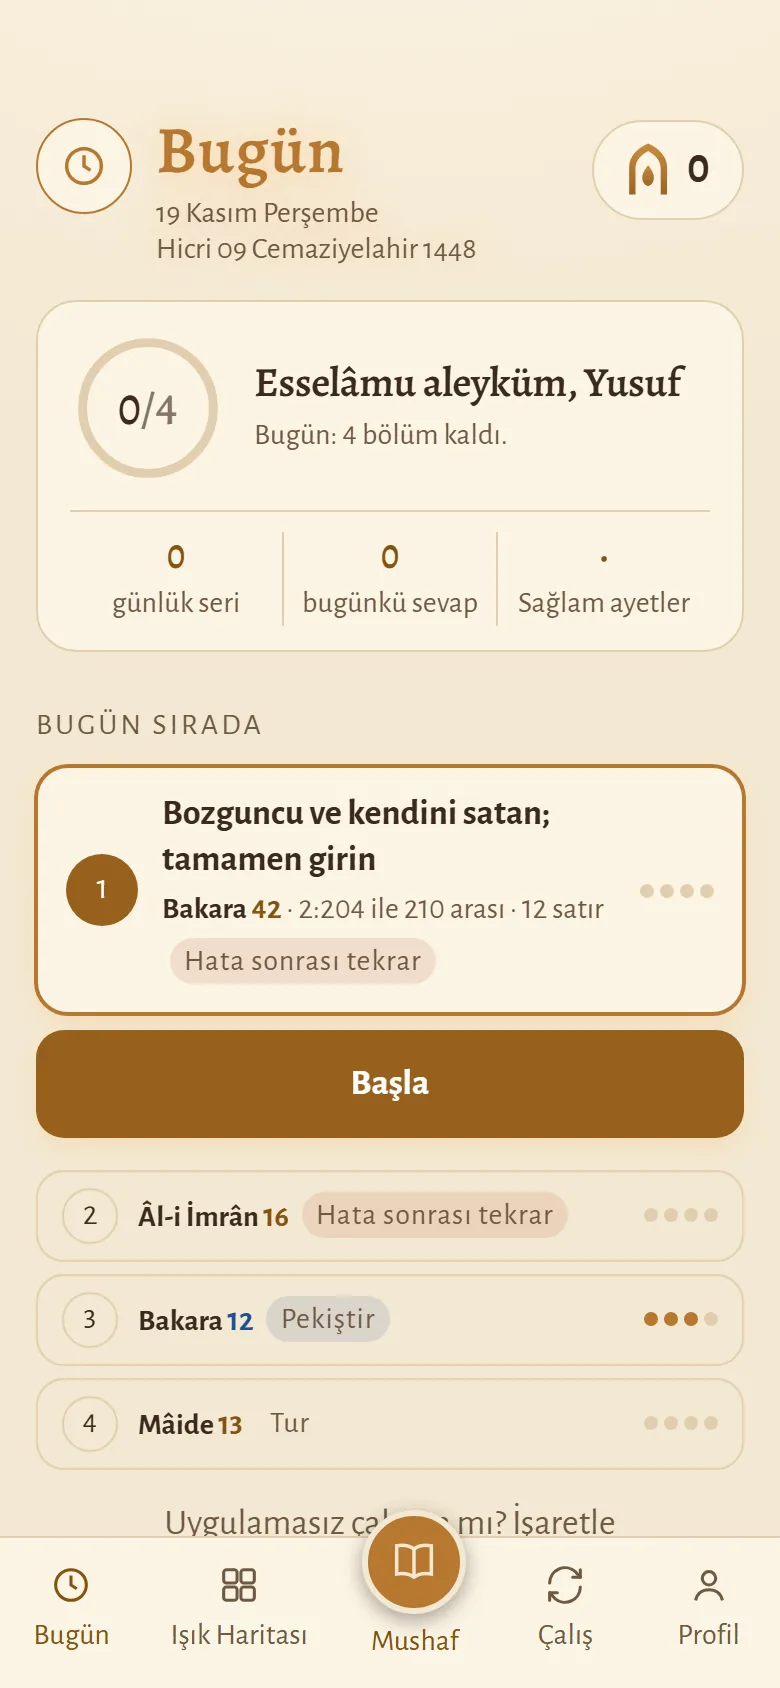 Bugün
0
19 Kasım Perşembe
Hicri 09 Cemaziyelahir 1448
0/4
Esselâmu aleyküm, Yusuf
Bugün: 4 bölüm kaldı.
0
günlük seri
0
bugünkü sevap
·
Sağlam ayetler
BUGÜN SIRADA
1
Bozguncu ve kendini satan;
tamamen girin
Bakara 42 · 2:204 ile 210 arası · 12 satır
Hata sonrası tekrar
Başla
2 Âl-i İmrân 16 Hata sonrası tekrar
3 Bakara 12 Pekiştir
4 Mâide 13 Tur
Uygulamasız mı? İşaretle
Bugün
Işık Haritası
Mushaf
Çalış
Profil